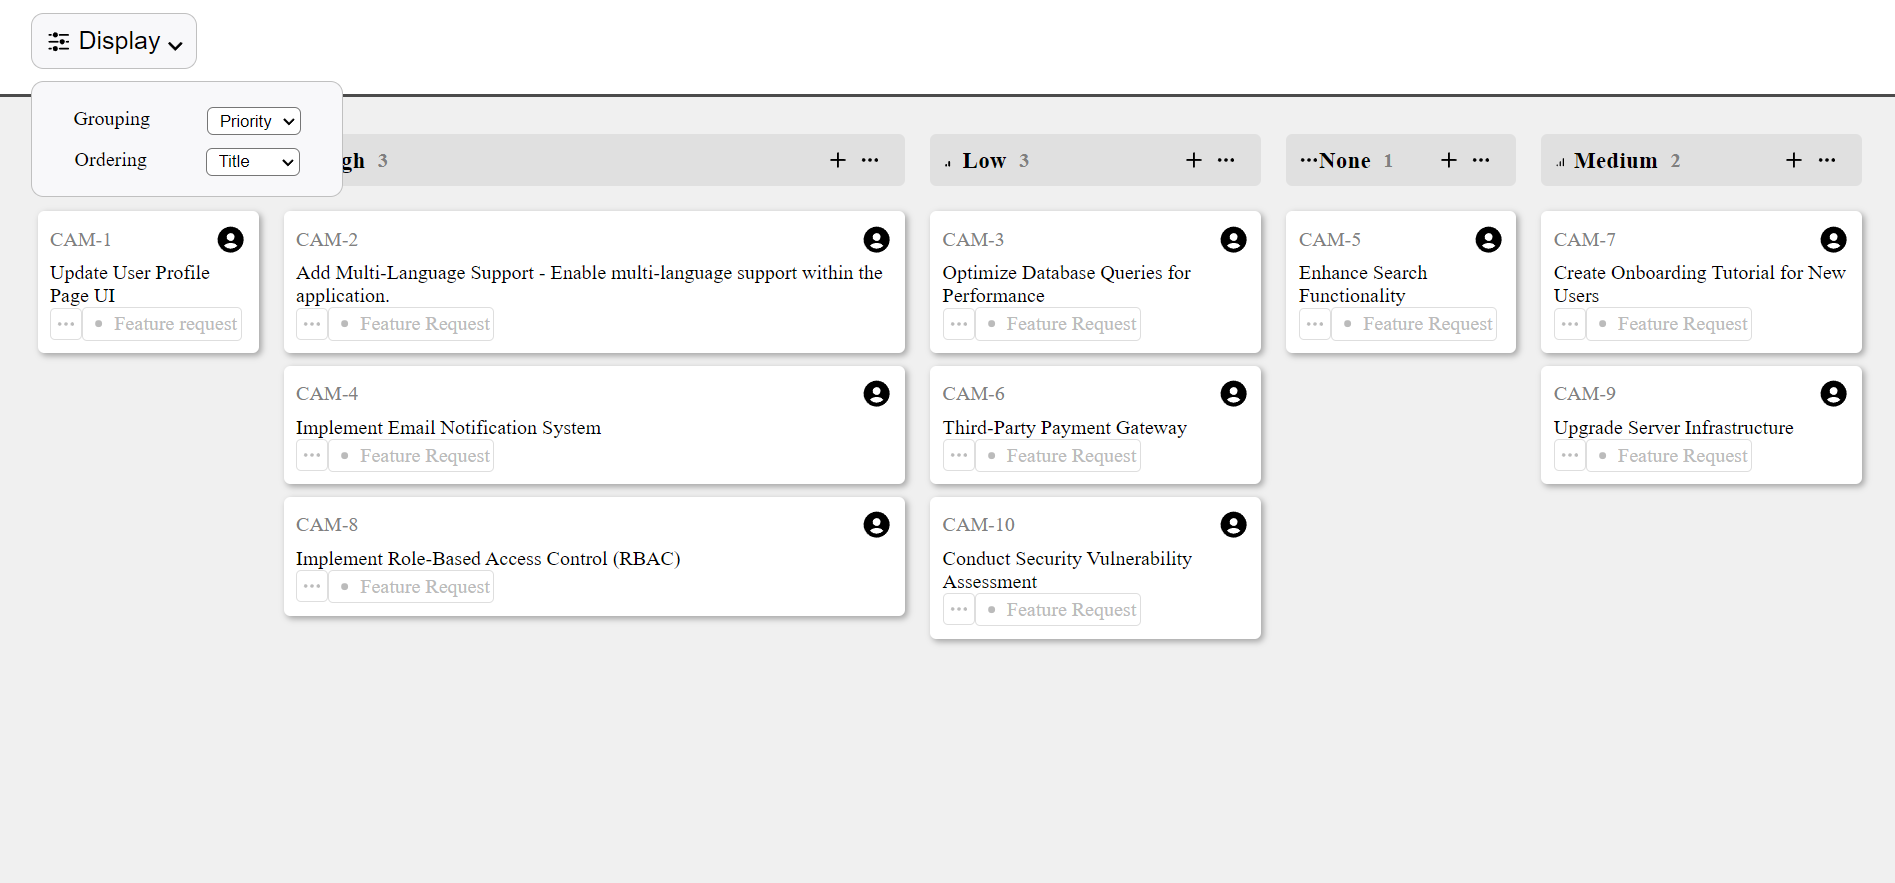 Display
Grouping Priority
Ordering Title
gh 3
Low 3
None 1
Medium 2
CAM-1
Update User Profile
Page UI
Feature request
CAM-2
Add Multi-Language Support - Enable multi-language support within the
application.
Feature Request
CAM-4
Implement Email Notification System
Feature Request
CAM-8
Implement Role-Based Access Control (RBAC)
Feature Request
CAM-3
Optimize Database Queries for
Performance
Feature Request
CAM-6
Third-Party Payment Gateway
Feature Request
CAM-10
Conduct Security Vulnerability
Assessment
Feature Request
CAM-5
Enhance Search
Functionality
Feature Request
CAM-7
Create Onboarding Tutorial for New
Users
Feature Request
CAM-9
Upgrade Server Infrastructure
Feature Request